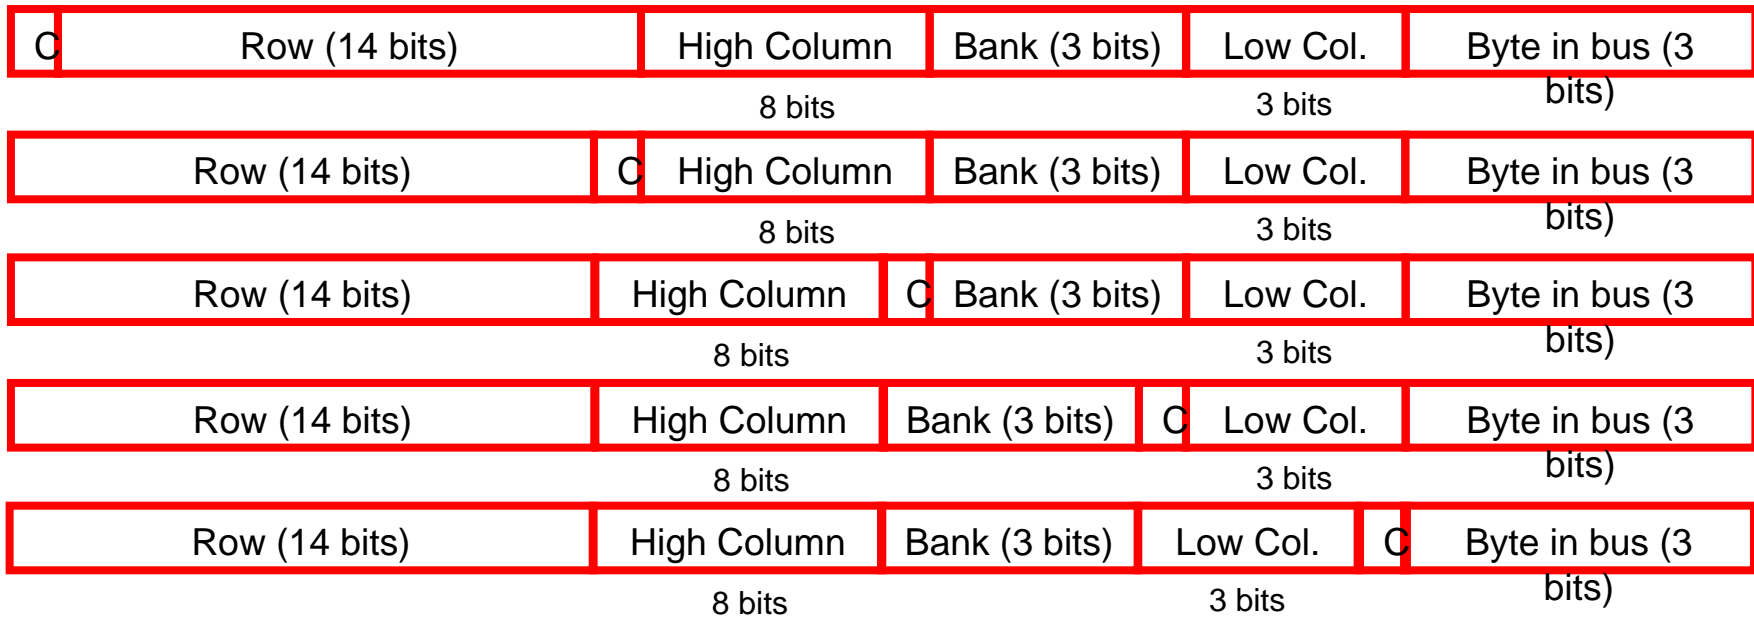 C Row (14 bits) High Column Bank (3 bits) Low Col. Byte in bus (3
bits)
8 bits 3 bits
Row (14 bits) C High Column Bank (3 bits) Low Col. Byte in bus (3
bits)
8 bits 3 bits
Row (14 bits) High Column C Bank (3 bits) Low Col. Byte in bus (3
bits)
8 bits 3 bits
Row (14 bits) High Column Bank (3 bits) C Low Col. Byte in bus (3
bits)
8 bits 3 bits
Row (14 bits) High Column Bank (3 bits) Low Col. C Byte in bus (3
bits)
8 bits 3 bits